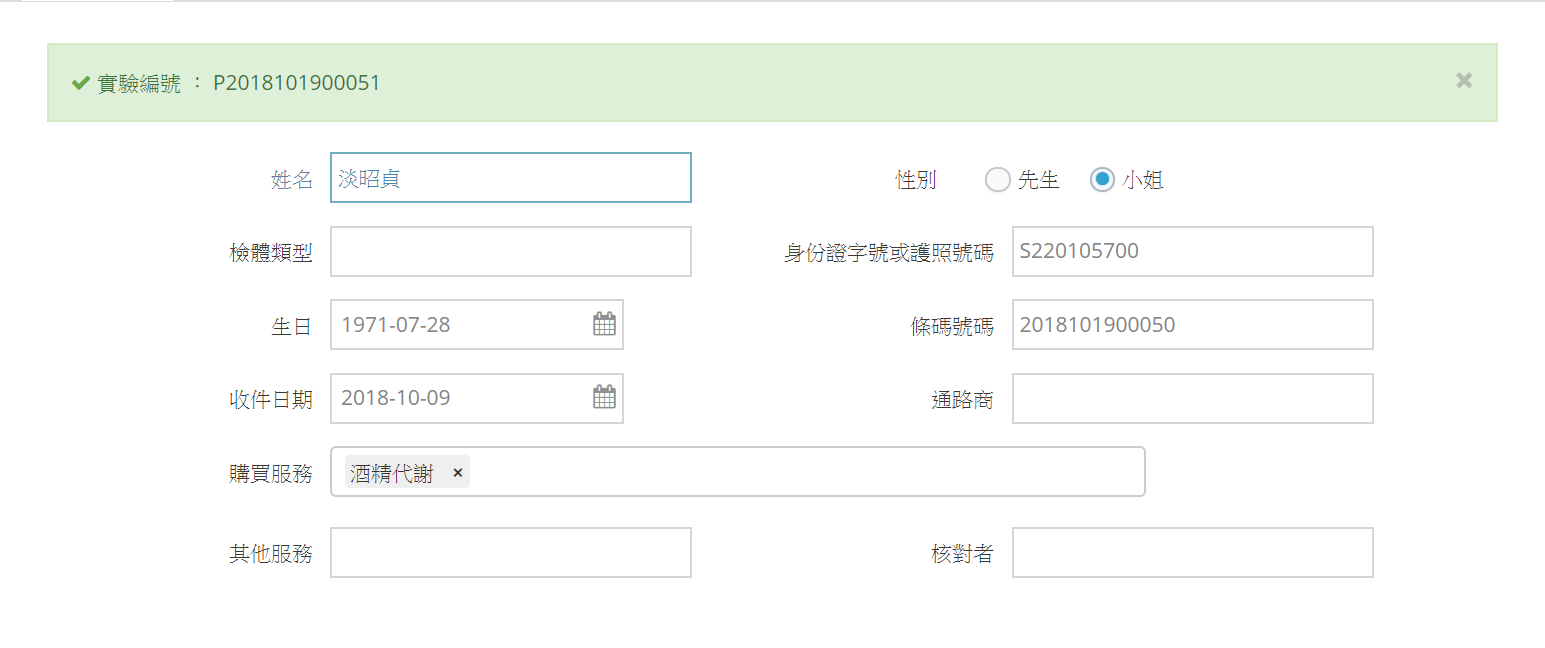 實驗編號 ： P2018101900051
姓名 淡昭貞 性別 先生 小姐
檢體類型 身份證字號或護照號碼 S220105700
生日 1971-07-28 條碼號碼 2018101900050
收件日期 2018-10-09 通路商
購買服務 酒精代謝 ×
其他服務 核對者